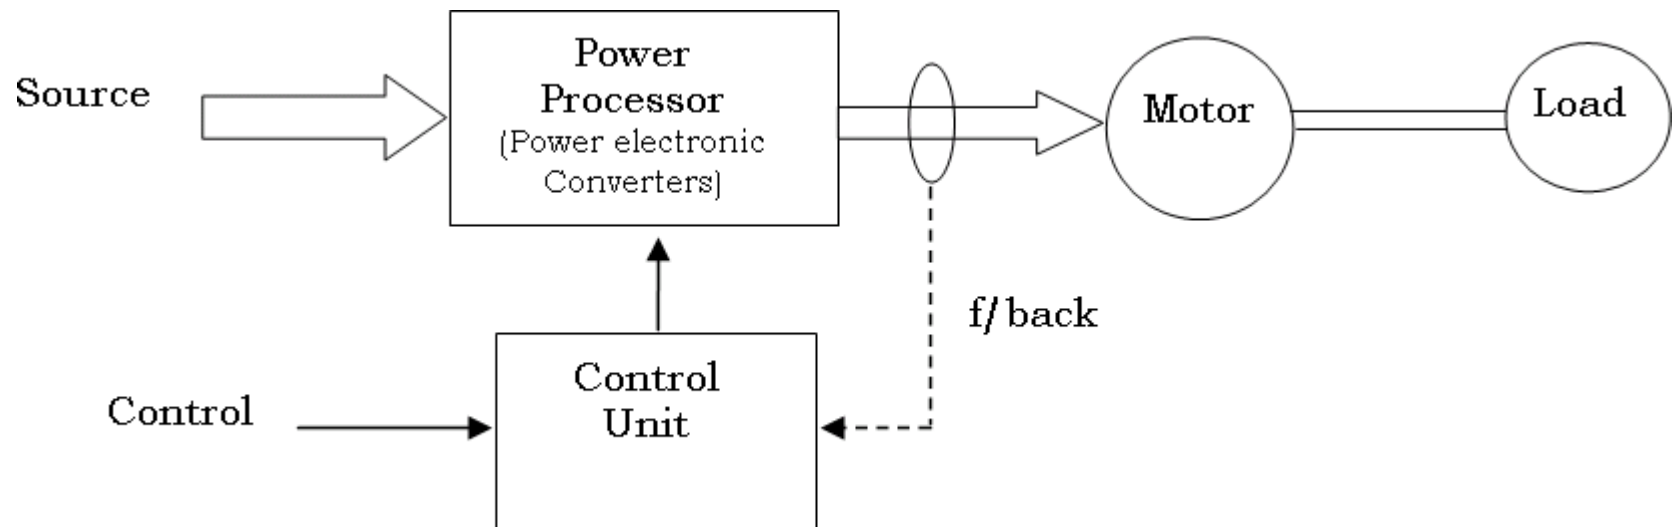 Source
Power
Processor
(Power electronic
Converters)
Motor
Load
f/back
Control
Control
Unit